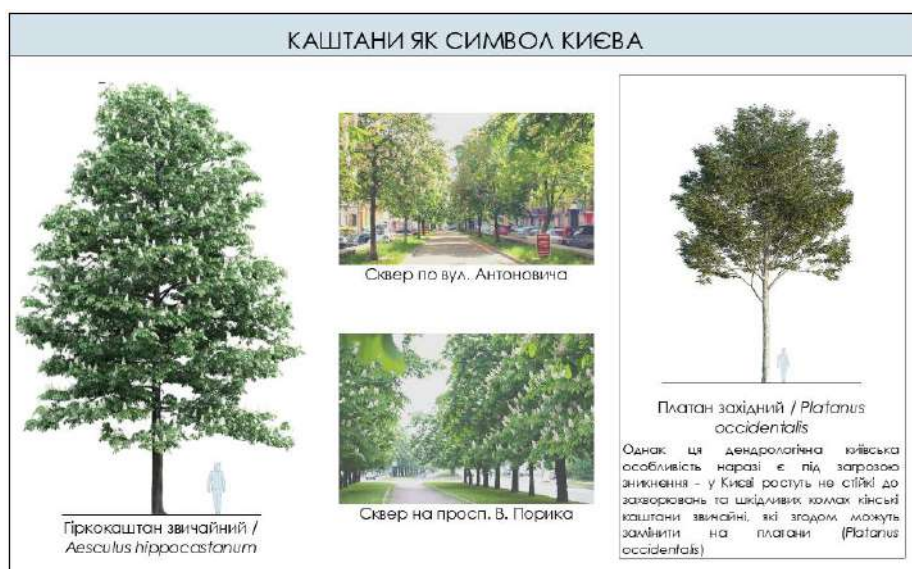 КАШТАНИ ЯК СИМВОЛ КИЄВА
Гіркокаштан звичайний /
Aesculus hippocastanum
Сквер по вул. Антоновича
Сквер на просп. В. Порика
Платан західний / Platanus
occidentalis
Однак ця дендрологічна київська
особливість наразі є під загрозою
зникнення - у Києві ростуть не стійкі до
захворювань та шкідливих комах кінські
каштани звичайні, які згодом можуть
замінити на платани (Platanus
occidentalis)